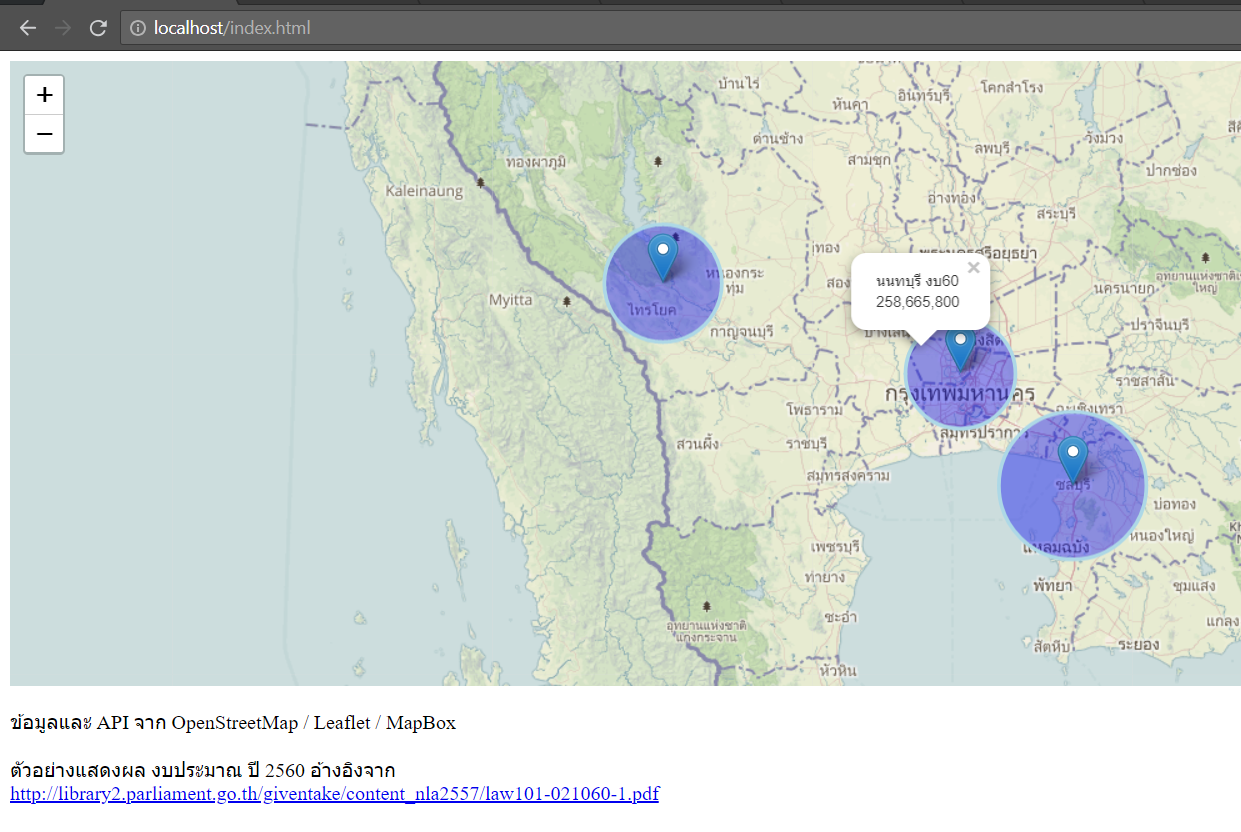 localhost/index.html
+
−
บ้านไร่
หันคา
อินทร์บุรี
โคกสำโรง
ด่านช้าง
สามชุก
ลพบุรี
วังม่วง
ทองผาภูมิ
ปากช่อง
Kaleinaung
อ่างทอง
สระบุรี
พระนครศรีอยุธยา
หนองกระ
ทุ่ม
อุทยานแห่งชาติ
ใหญ่
นครนายก
×
นนทบุรี งบ60
258,665,800
Myitta
ไทรโยค
กาญจนบุรี
ปราจีนบุรี
ราชสาส์น
กรุงเทพมหานคร
โพธาราม
ฉะเชิงเทรา
สวนผึ้ง
ราชบุรี
สมุทรปราการ
สมุทรสงคราม
ชลบุรี
บ่อทอง
หนองใหญ่
เพชรบุรี
แหลมฉบัง
ท่ายาง
พัทยา
ชุมแสง
อุทยานแห่งชาติ
แก่งกระจาน
ชะอำ
แกลง
สัตหีบ
ระยอง
หัวหิน
ข้อมูลและ API จาก OpenStreetMap / Leaflet / MapBox
ตัวอย่างแสดงผล งบประมาณ ปี 2560 อ้างอิงจาก
http://library2.parliament.go.th/giventake/content_nla2557/law101-021060-1.pdf